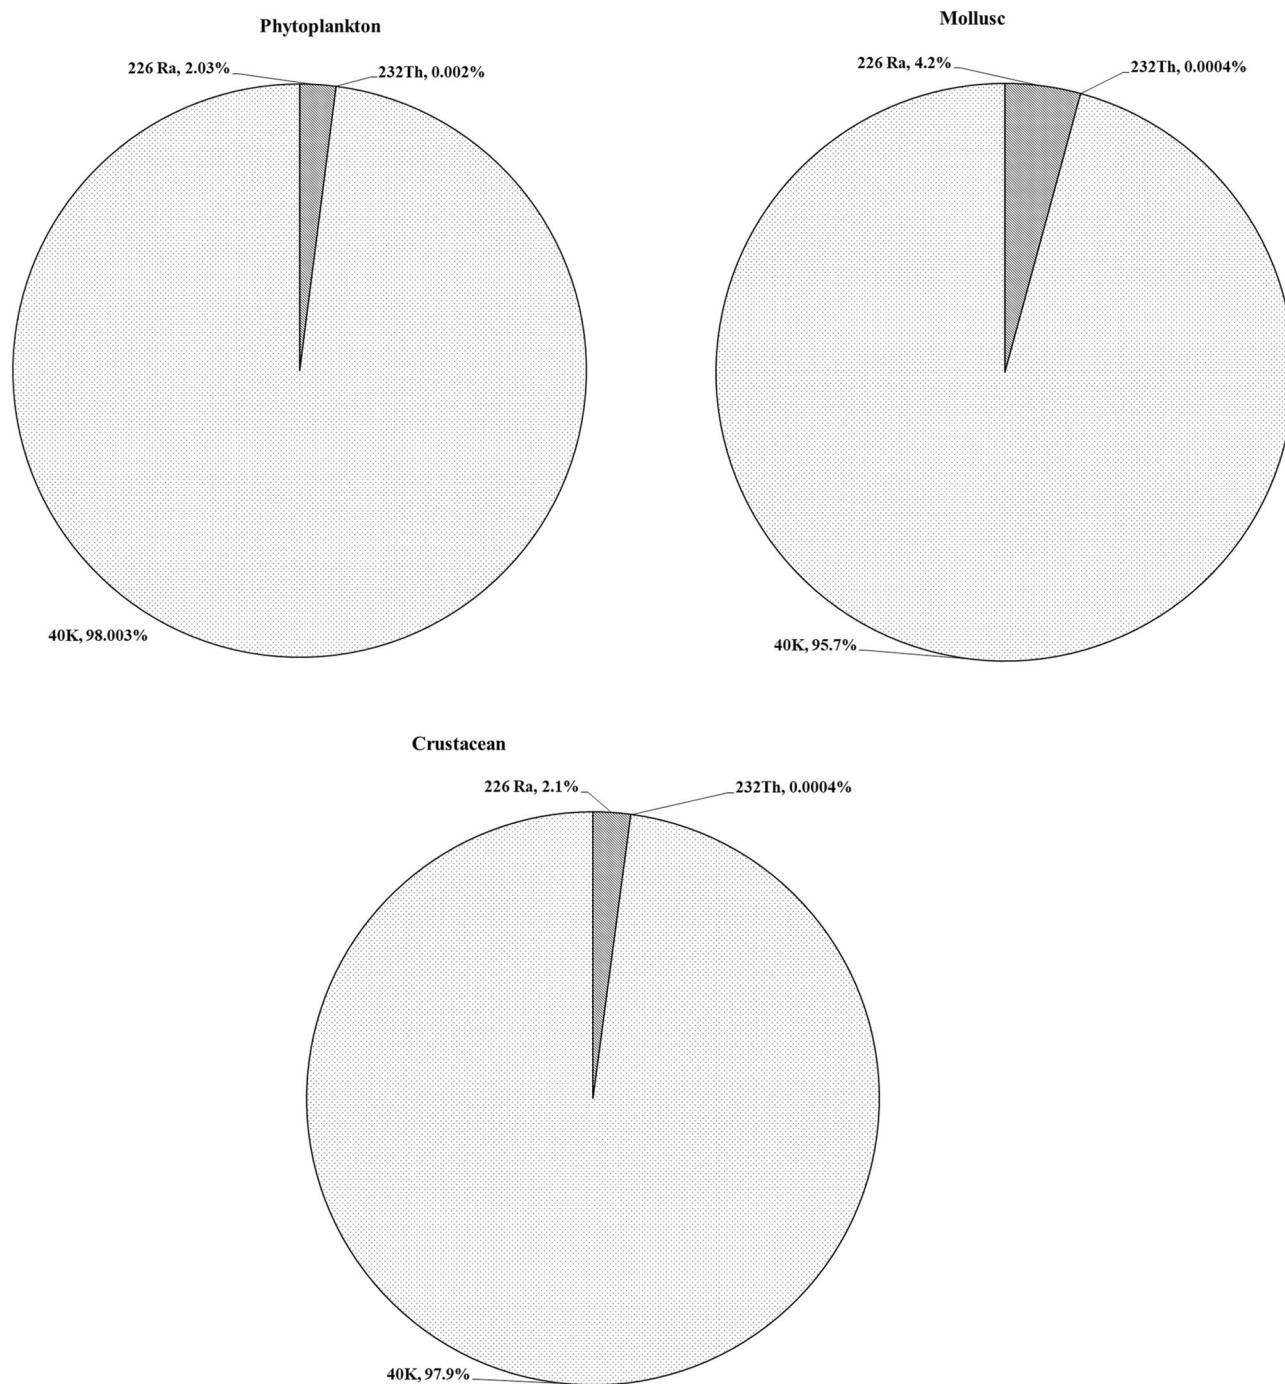 Phytoplankton
226 Ra, 2.03%
232Th, 0.002%
40K, 98.003%
Mollusc
226 Ra, 4.2%
232Th, 0.0004%
40K, 95.7%
Crustacean
226 Ra, 2.1%
232Th, 0.0004%
40K, 97.9%